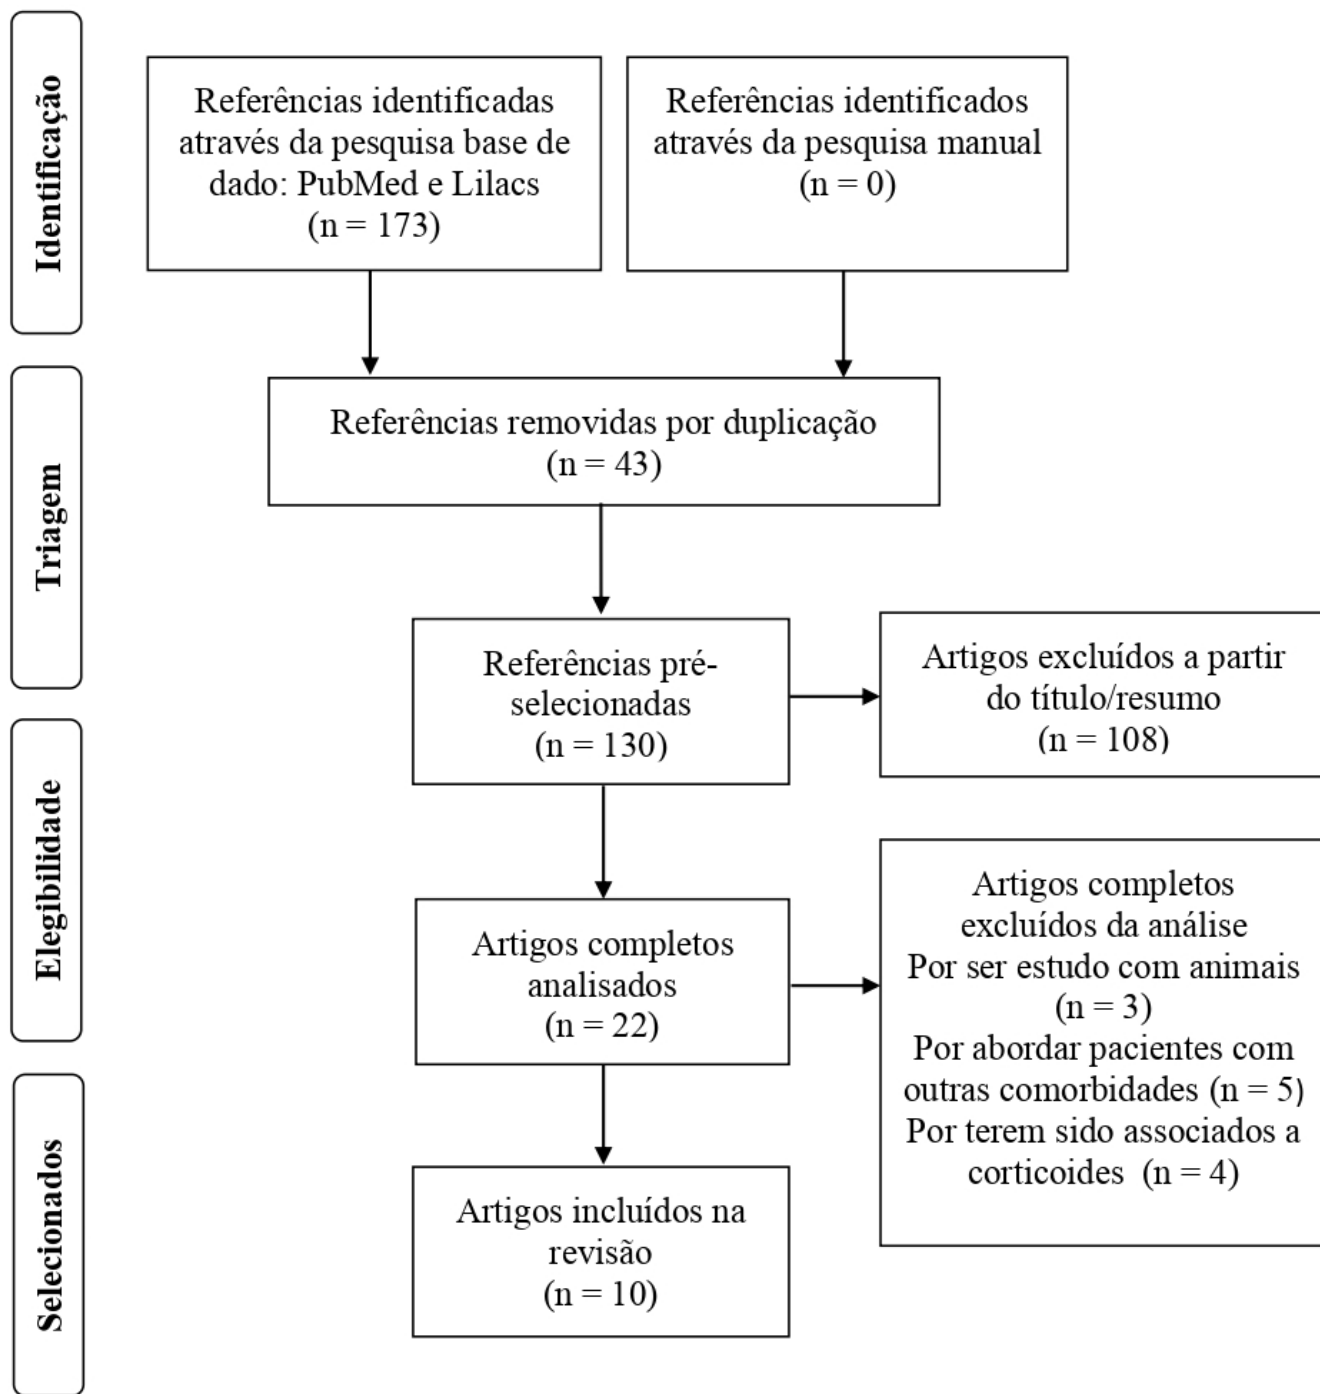 Identificação
Referências identificadas
através da pesquisa base de
dado: PubMed e Lilacs
(n = 173)
Referências identificados
através da pesquisa manual
(n = 0)
Triagem
Referências removidas por duplicação
(n = 43)
Referências pré-
selecionadas
(n = 130)
Artigos excluídos a partir
do título/resumo
(n = 108)
Elegibilidade
Artigos completos
analisados
(n = 22)
Artigos completos
excluídos da análise
Por ser estudo com animais
(n = 3)
Por abordar pacientes com
outras comorbidades (n = 5)
Por terem sido associados a
corticoides (n = 4)
Selecionados
Artigos incluídos na
revisão
(n = 10)